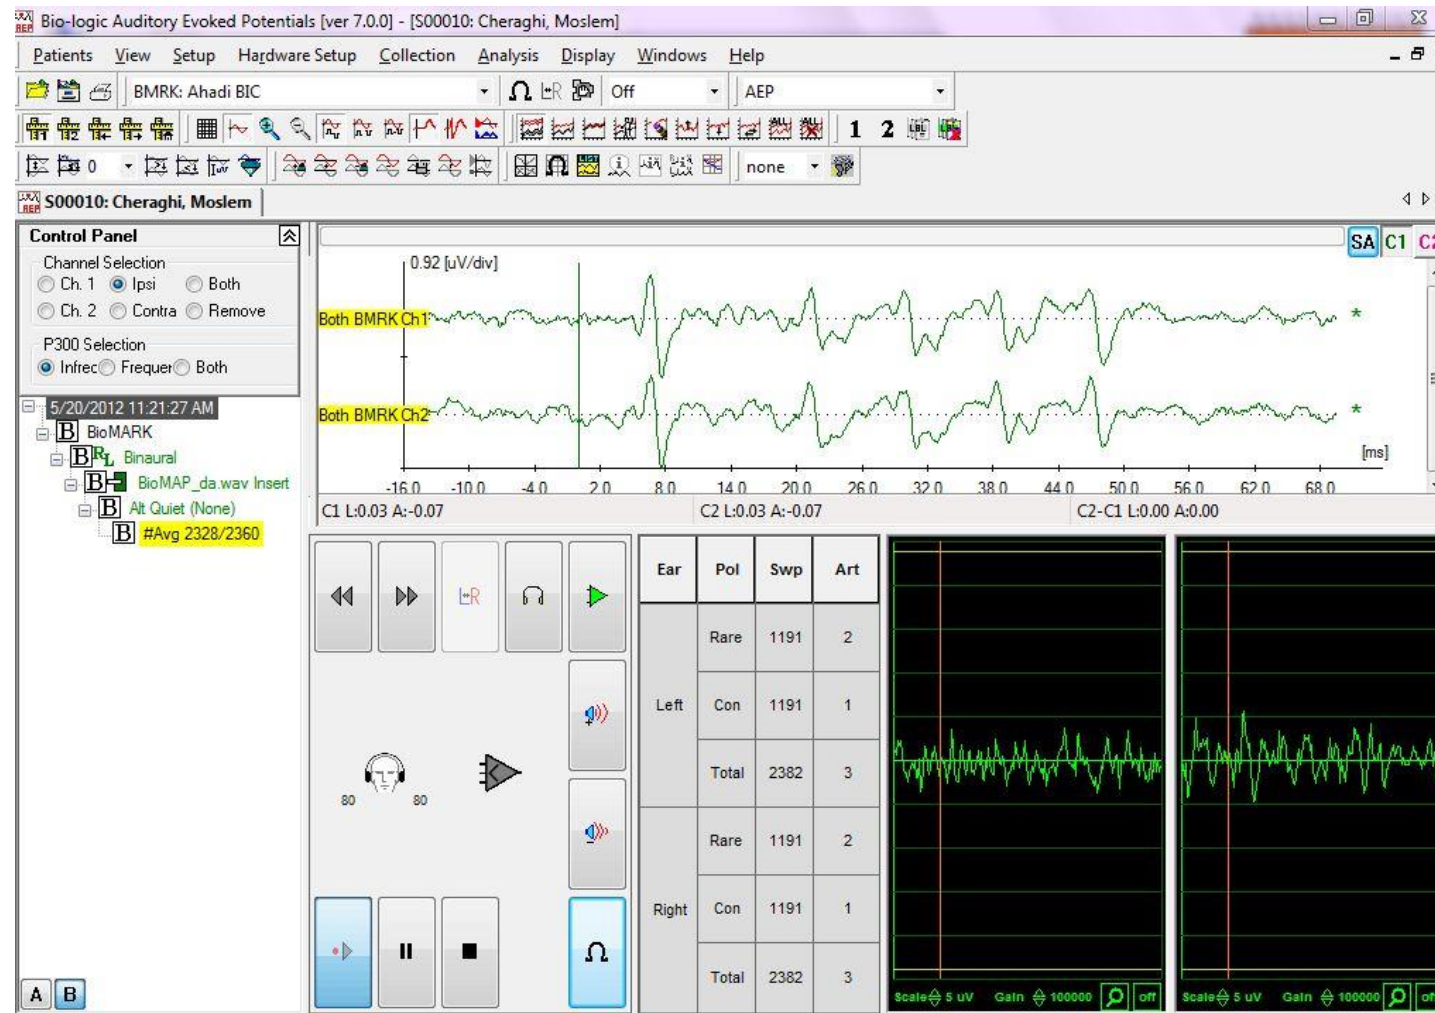 Bio-logic Auditory Evoked Potentials [ver 7.0.0] - [S00010: Cheraghi, Moslem]
Patients View Setup Hardware Setup Collection Analysis Display Windows Help
BMRK: Ahadi BIC Off AEP
1 2
0 none
S00010: Cheraghi, Moslem
Control Panel
Channel Selection
Ch. 1 Ipsi Both
Ch. 2 Contra Remove
P300 Selection
Infrec Frequer Both
5/20/2012 11:21:27 AM
B BioMARK
B RL Binaural
B BioMAP_da.wav Insert
B Alt Quiet (None)
B #Avg 2328/2360
A B
SA C1 C2
0.92 [uV/div]
Both BMRK Ch1 *
Both BMRK Ch2 *
[ms]
-16.0 -10.0 -4.0 2.0 8.0 14.0 20.0 26.0 32.0 38.0 44.0 50.0 56.0 62.0 68.0
C1 L:0.03 A:-0.07 C2 L:0.03 A:-0.07 C2-C1 L:0.00 A:0.00
L R
80 80
Ω
Ear Pol Swp Art
Left
Rare 1191 2
Con 1191 1
Total 2382 3
Right
Rare 1191 2
Con 1191 1
Total 2382 3
Scale 5 uV Gain 100000 off
Scale 5 uV Gain 100000